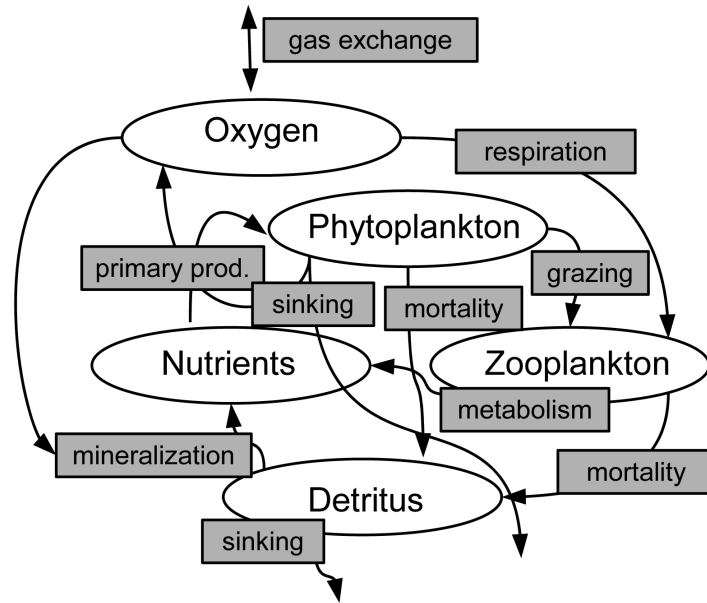 gas exchange
Oxygen
respiration
Phytoplankton
primary prod.
grazing
sinking
mortality
Nutrients
Zooplankton
metabolism
mineralization
mortality
Detritus
sinking